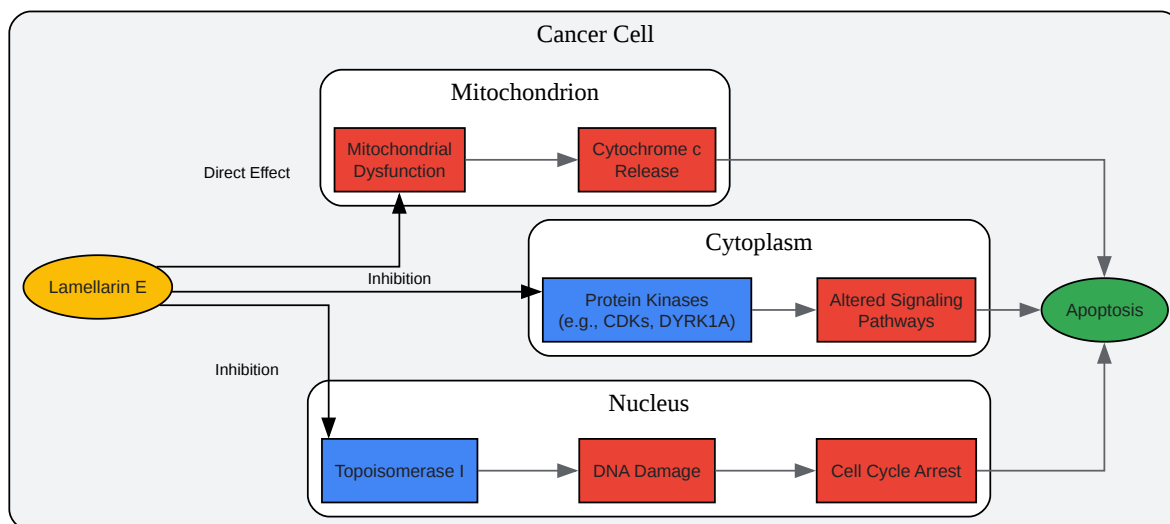 Cancer Cell
Mitochondrion
Mitochondrial
Dysfunction
Cytochrome c
Release
Direct Effect
Cytoplasm
Lamellarin E
Inhibition
Protein Kinases
(e.g., CDKs, DYRK1A)
Altered Signaling
Pathways
Apoptosis
Inhibition
Nucleus
Topoisomerase I
DNA Damage
Cell Cycle Arrest